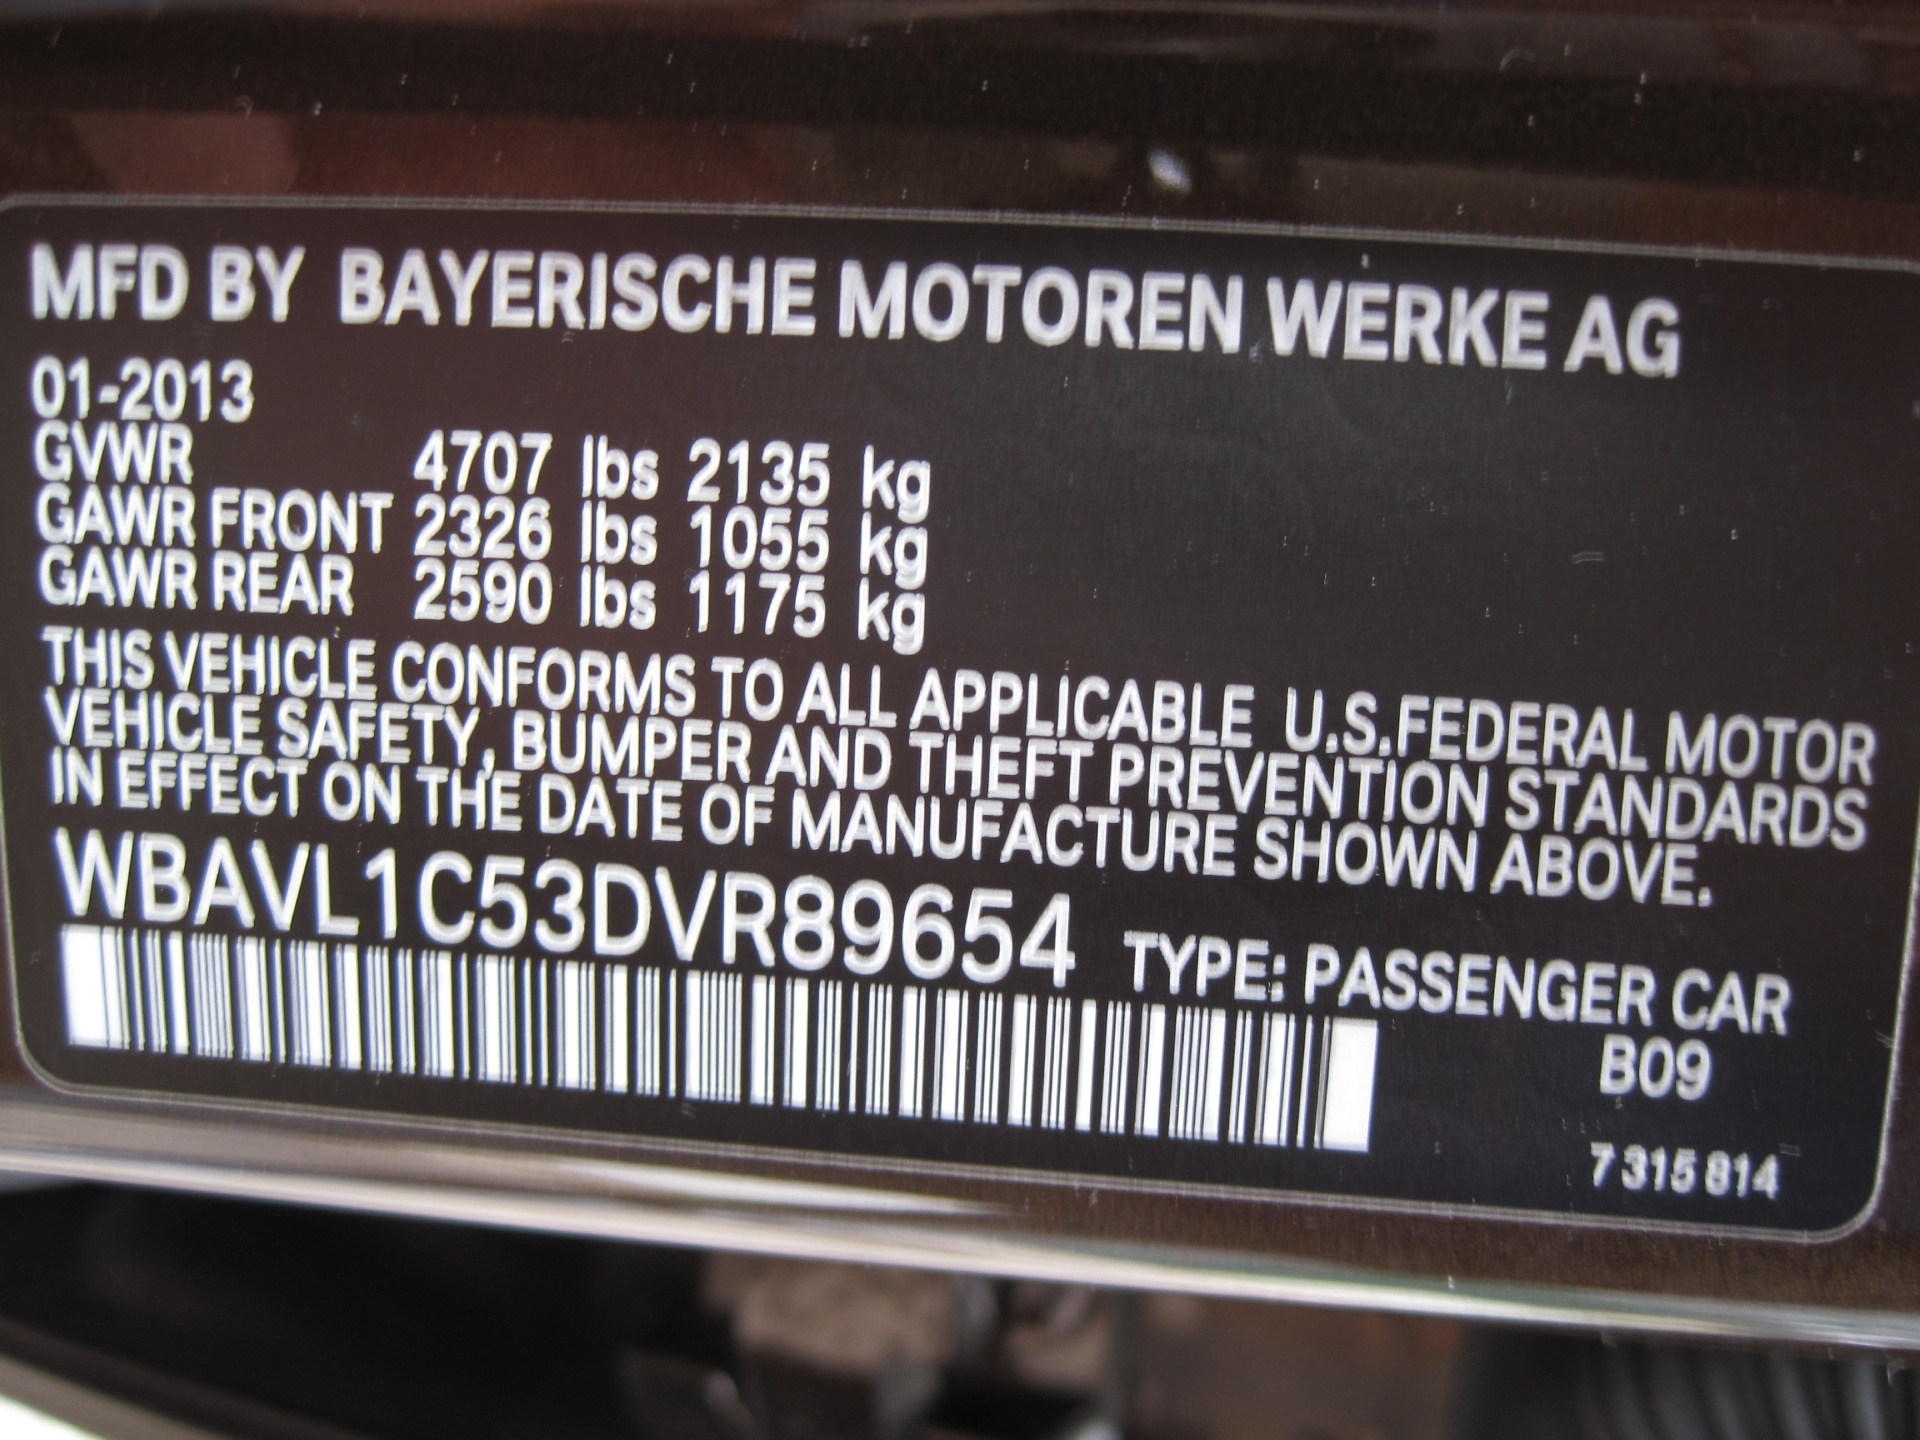 MFD BY BAYERISCHE MOTOREN WERKE AG
01-2013
GVWR 4707 lbs 2135 kg
GAWR FRONT 2326 lbs 1055 kg
GAWR REAR 2590 lbs 1175 kg
THIS VEHICLE CONFORMS TO ALL APPLICABLE U.S.FEDERAL MOTOR
VEHICLE SAFETY, BUMPER AND THEFT PREVENTION STANDARDS
IN EFFECT ON THE DATE OF MANUFACTURE SHOWN ABOVE.
WBAVL1C53DVR89654 TYPE: PASSENGER CAR
B09
7 315 814